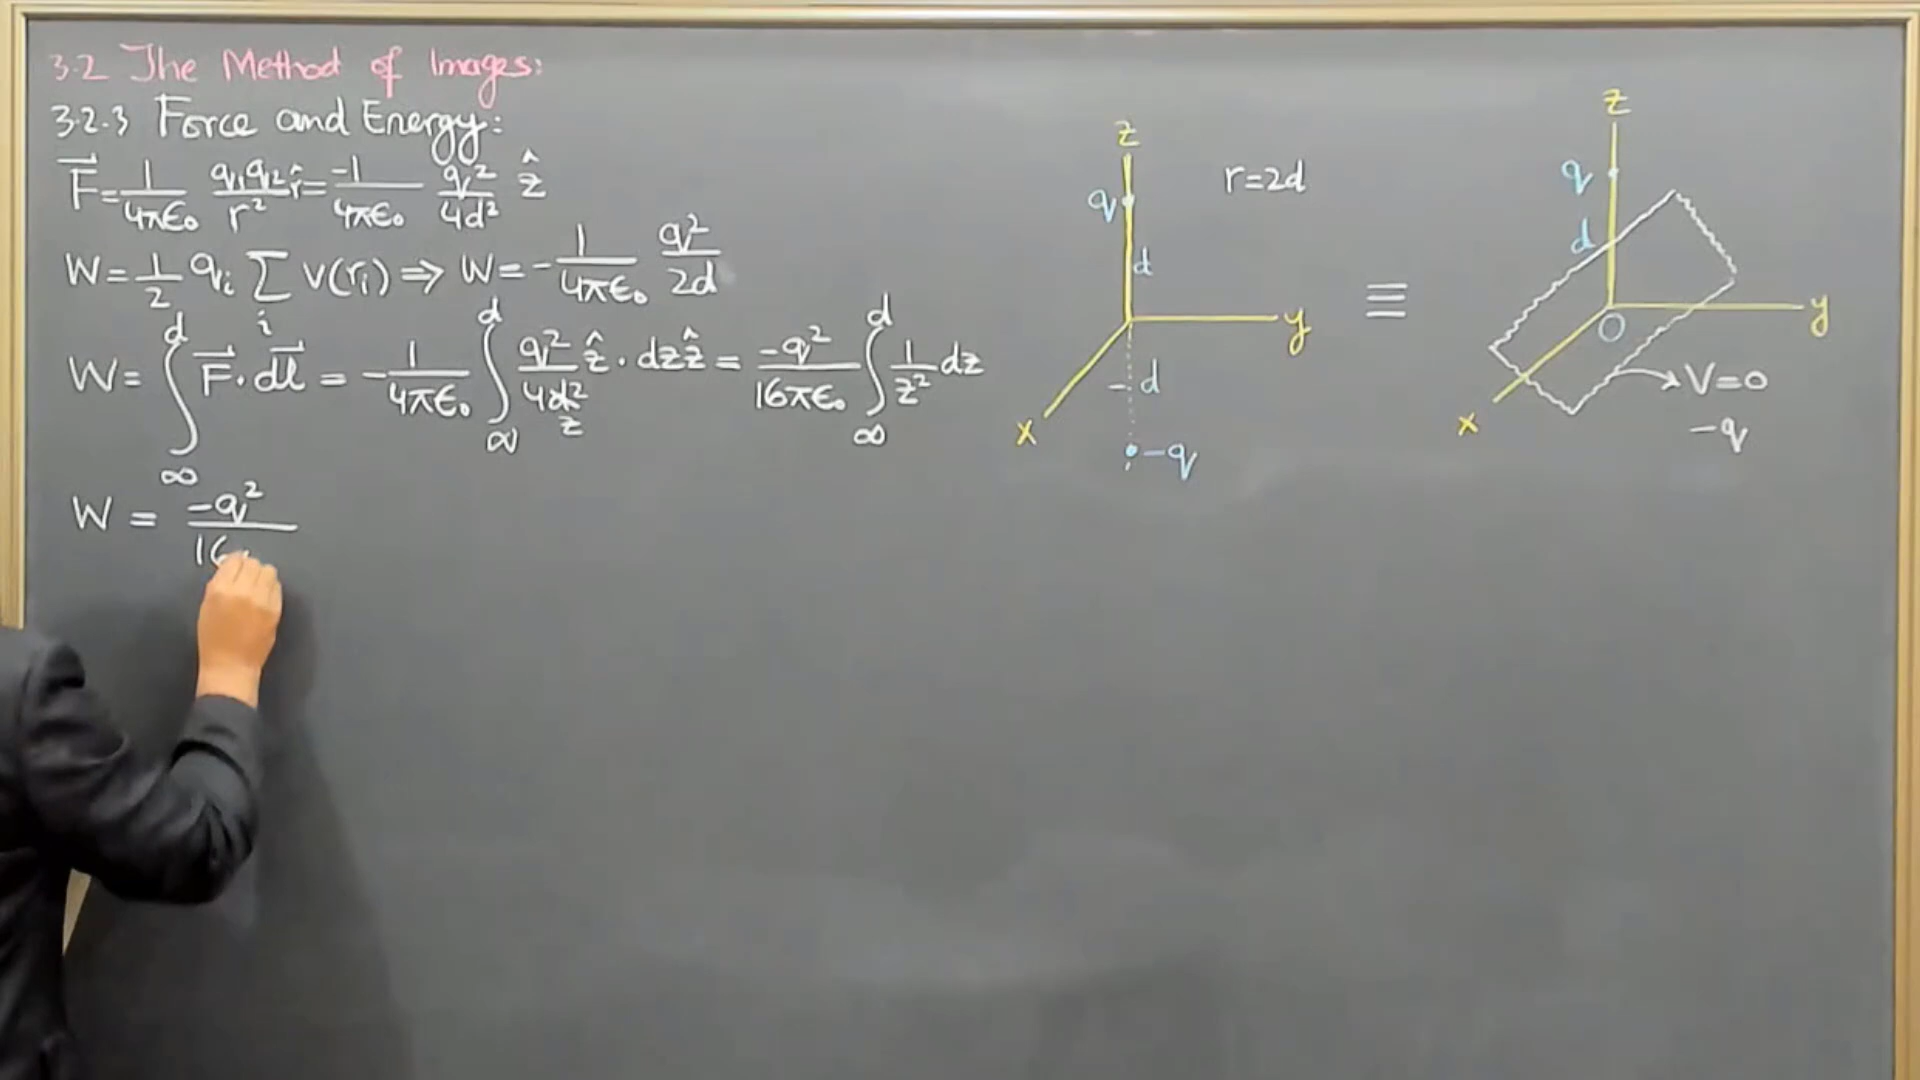 3.2 The Method of Images:
3.2.3 Force and Energy:
F⃗ = 1/(4πε₀) q₁q₂/r² r̂ = -1/(4πε₀) q²/(4d²) ẑ
W = 1/2 qᵢ Σᵢ V(rᵢ) ⇒ W = - 1/(4πε₀) q²/(2d)
W = ∫_∞^d F⃗ · dl⃗ = - 1/(4πε₀) ∫_∞^d q²/(4z²) ẑ · dzẑ = -q²/(16πε₀) ∫_∞^d 1/z² dz
W = -q²/16
z
q
r=2d
d
y
x
d
-q
≡
z
q
d
O
y
x
V=0
-q